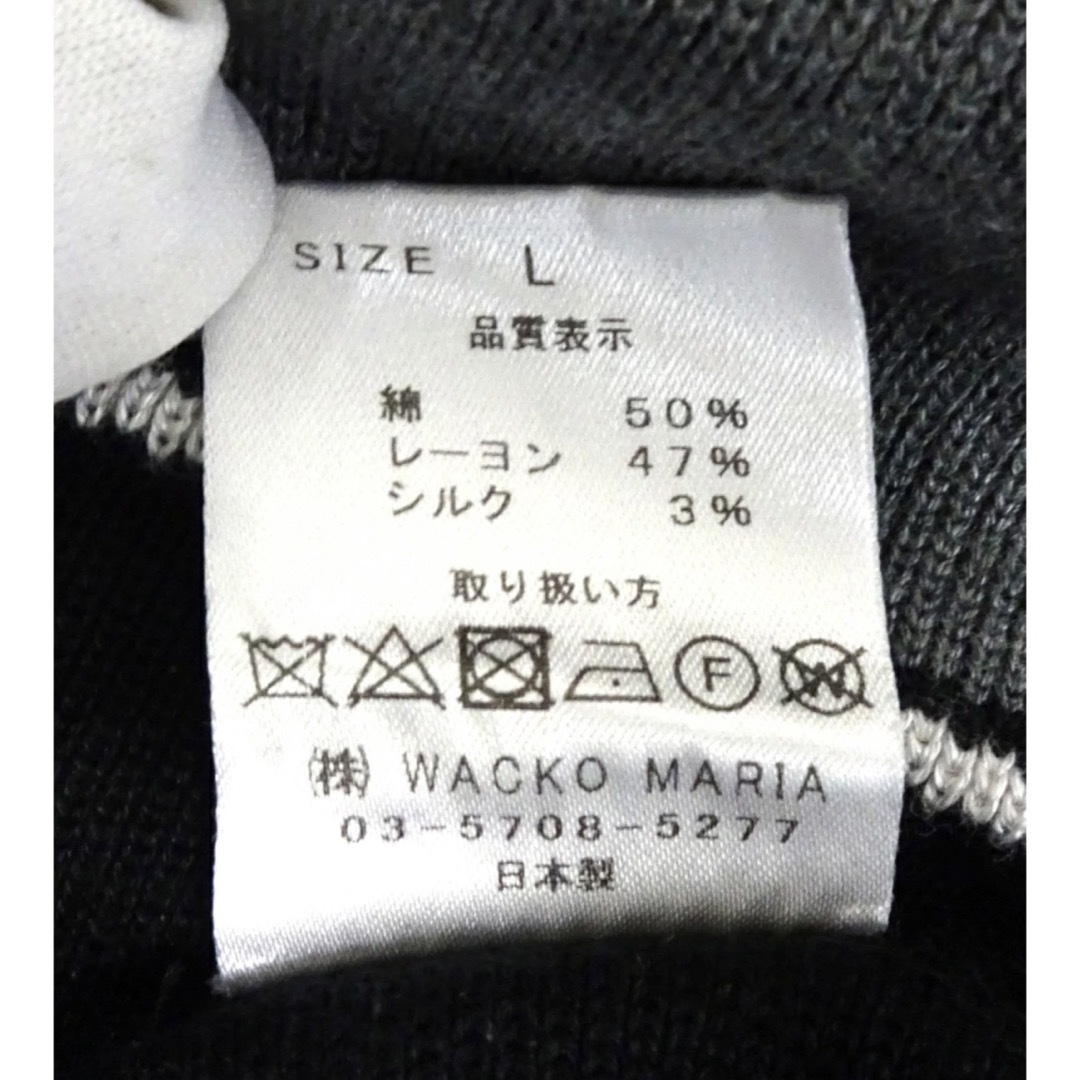 SIZE L
品質表示
綿 50%
レーヨン 47%
シルク 3%
取り扱い方
F W
㈱ WACKO MARIA
03-5708-5277
日本製